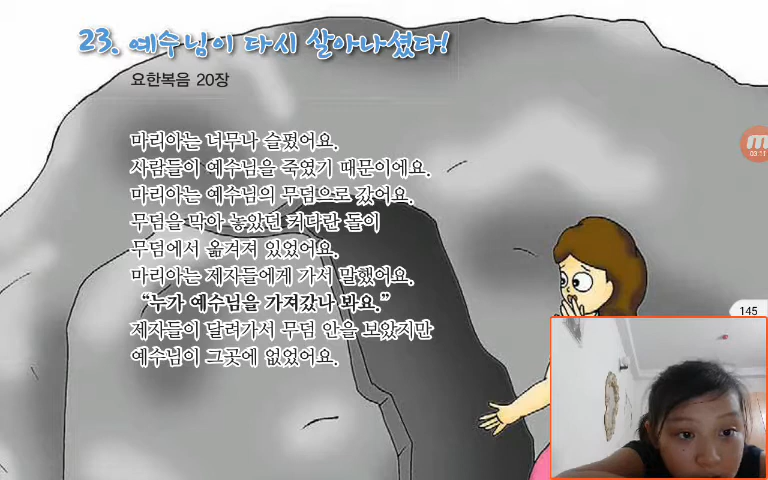 23. 예수님이 다시 살아나셨다!
요한복음 20장
마리아는 너무나 슬펐어요.
사람들이 예수님을 죽였기 때문이에요.
마리아는 예수님의 무덤으로 갔어요.
무덤을 막아 놓았던 커다란 돌이
무덤에서 옮겨져 있었어요.
마리아는 제자들에게 가서 말했어요.
“누가 예수님을 가져갔나 봐요.”
제자들이 달려가서 무덤 안을 보았지만
예수님이 그곳에 없었어요.
03:11
145